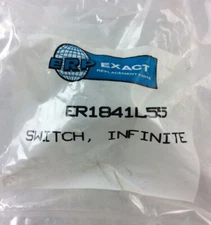 ERP EXACT
REPLACEMENT PARTS
ER1841L55
SWITCH, INFINITE